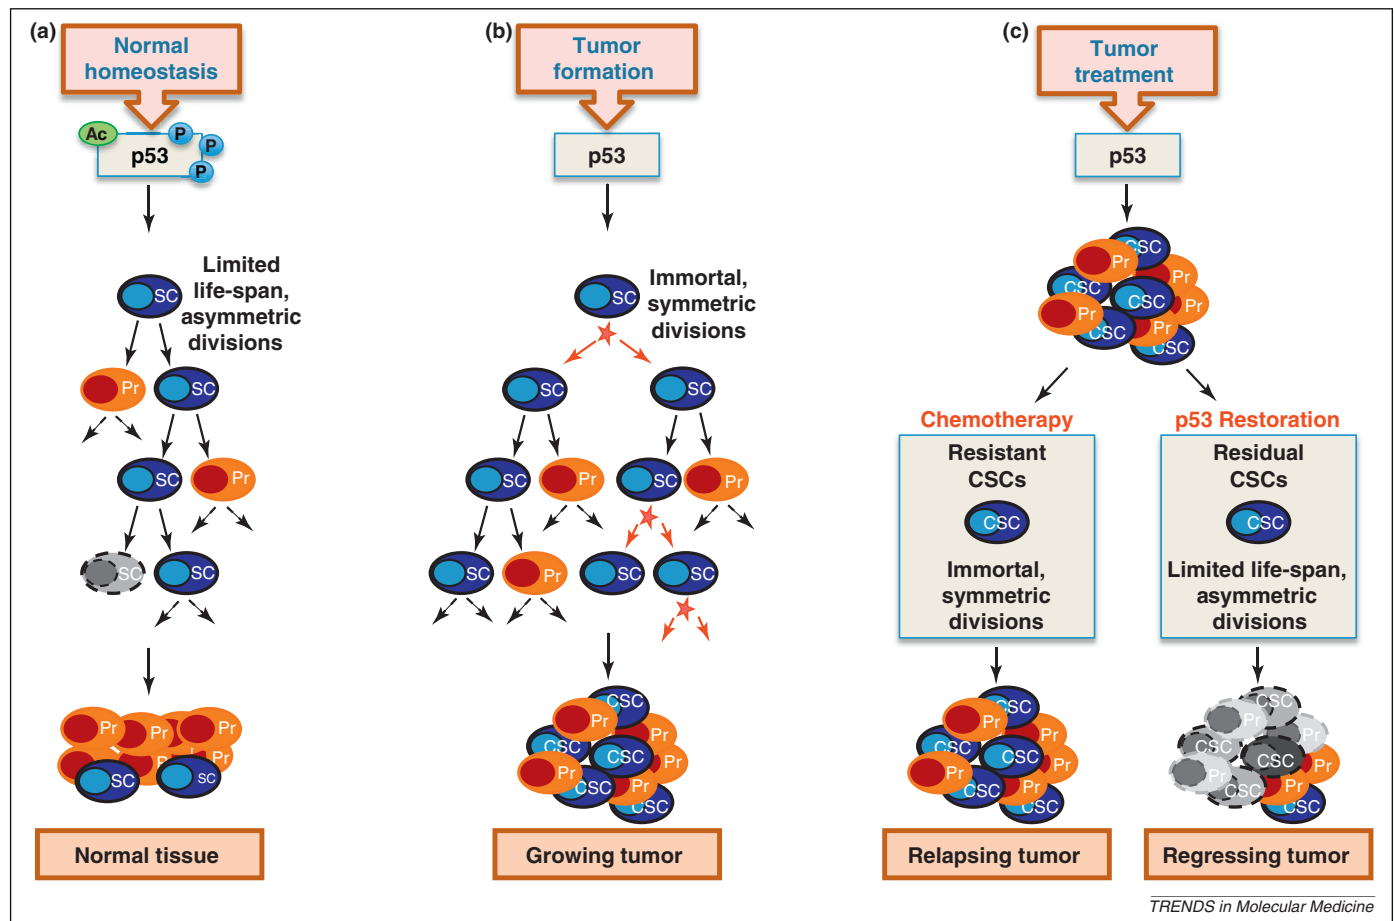 (a)
Normal
homeostasis
Ac
P
P
P
p53
SC
Limited
life-span,
asymmetric
divisions
Pr
SC
SC
Pr
SC
SC
Pr
Pr
Pr
Pr
Pr
SC
SC
Normal tissue
(b)
Tumor
formation
p53
SC
Immortal,
symmetric
divisions
SC
SC
SC
Pr
SC
Pr
SC
Pr
SC
SC
CSC
Pr
Pr
CSC
CSC
Pr
Pr
CSC
Pr
CSC
Growing tumor
(c)
Tumor
treatment
p53
CSC
Pr
Pr
CSC
CSC
Pr
Pr
CSC
Pr
CSC
Chemotherapy
Resistant
CSCs
CSC
Immortal,
symmetric
divisions
CSC
Pr
Pr
CSC
CSC
Pr
Pr
CSC
Pr
CSC
Relapsing tumor
p53 Restoration
Residual
CSCs
CSC
Limited life-span,
asymmetric
divisions
CSC
Pr
Pr
CSC
CSC
Pr
Pr
CSC
Pr
CSC
Regressing tumor
TRENDS in Molecular Medicine